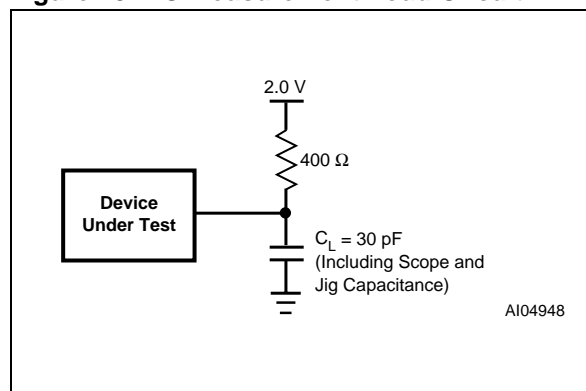 2.0 V
400 Ω
Device
Under Test
C_L = 30 pF
(Including Scope and
Jig Capacitance)
AI04948